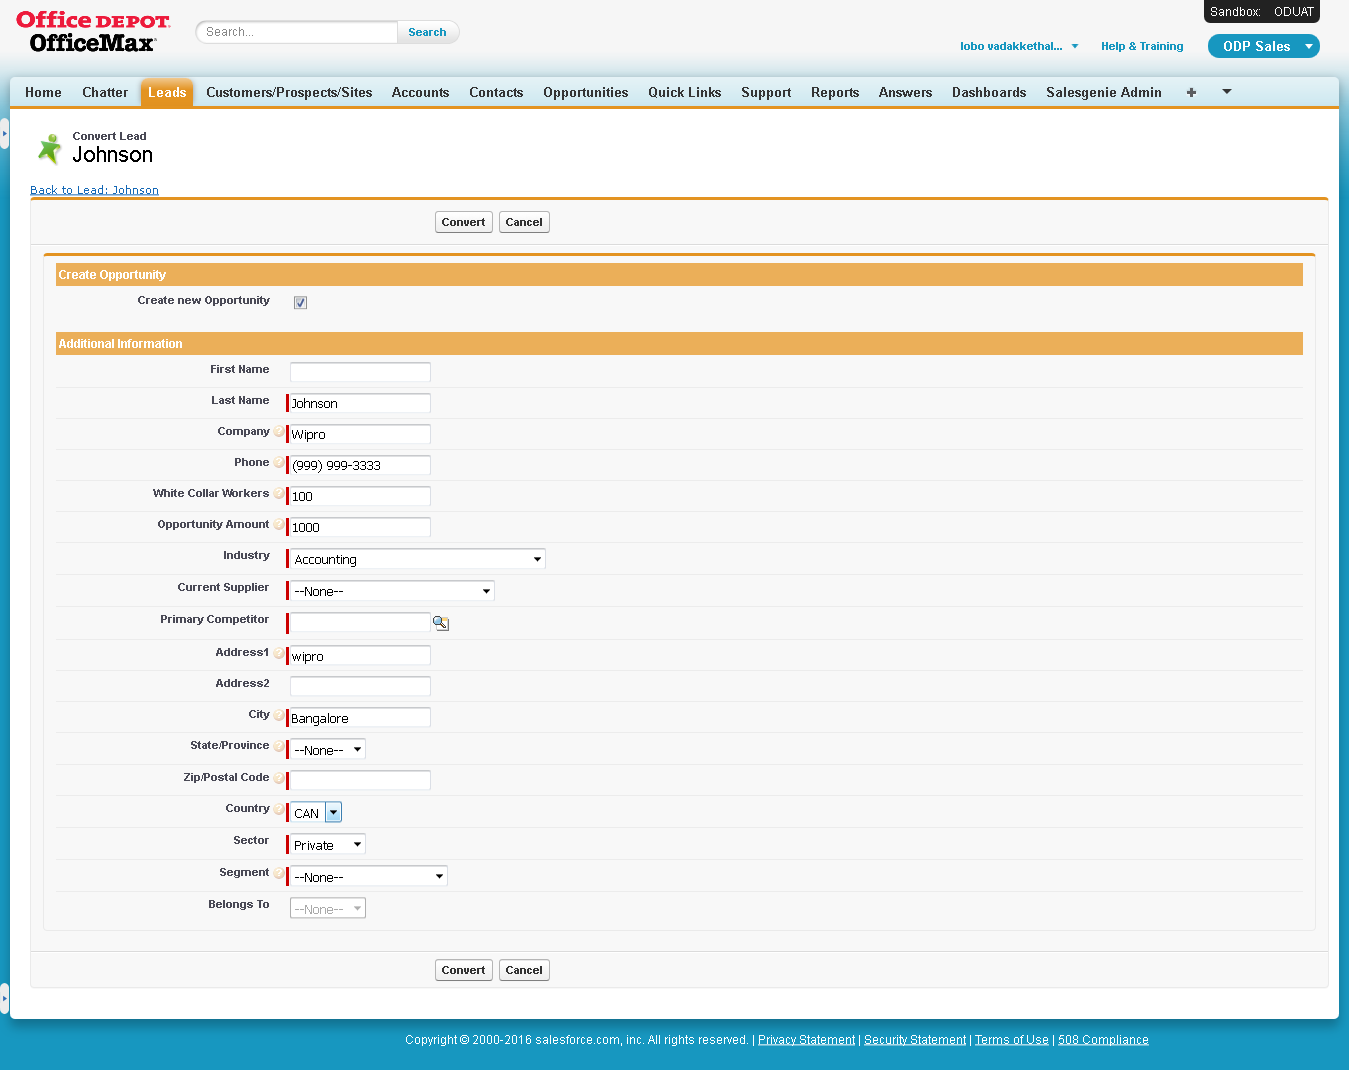 Office DEPOT.
OfficeMax
Search...
Search
Sandbox: ODUAT
lobo vadakkethal...
Help & Training
ODP Sales
Home Chatter Leads Customers/Prospects/Sites Accounts Contacts Opportunities Quick Links Support Reports Answers Dashboards Salesgenie Admin +
Convert Lead
Johnson
Back to Lead: Johnson
Convert Cancel
Create Opportunity
Create new Opportunity
Additional Information
First Name
Last Name Johnson
Company ? Wipro
Phone ? (999) 999-3333
White Collar Workers ? 100
Opportunity Amount ? 1000
Industry Accounting
Current Supplier --None--
Primary Competitor
Address1 ? wipro
Address2
City ? Bangalore
State/Province ? --None--
Zip/Postal Code ?
Country ? CAN
Sector Private
Segment ? --None--
Belongs To --None--
Convert Cancel
Copyright © 2000-2016 salesforce.com, inc. All rights reserved. | Privacy Statement | Security Statement | Terms of Use | 508 Compliance